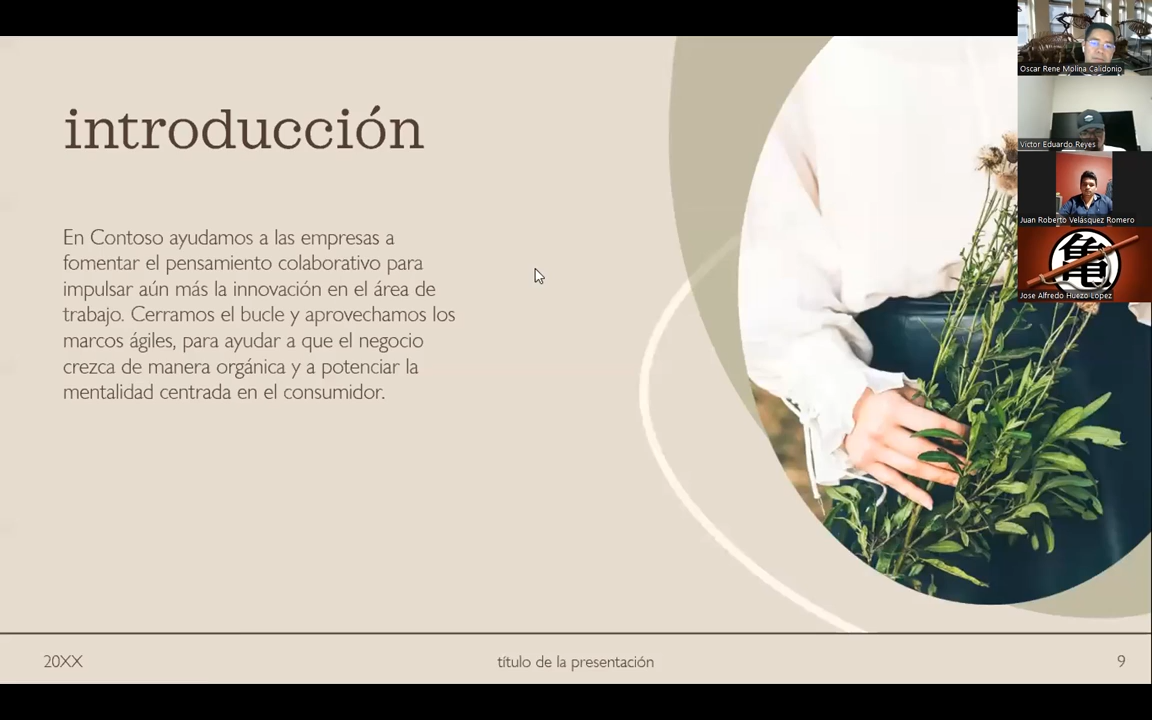 introducción
En Contoso ayudamos a las empresas a
fomentar el pensamiento colaborativo para
impulsar aún más la innovación en el área de
trabajo. Cerramos el bucle y aprovechamos los
marcos ágiles, para ayudar a que el negocio
crezca de manera orgánica y a potenciar la
mentalidad centrada en el consumidor.
20XX
título de la presentación
9
Oscar Rene Molina Calidonio
Víctor Eduardo Reyes
Juan Roberto Velásquez Romero
亀
Jose Alfredo Huezo Lopez